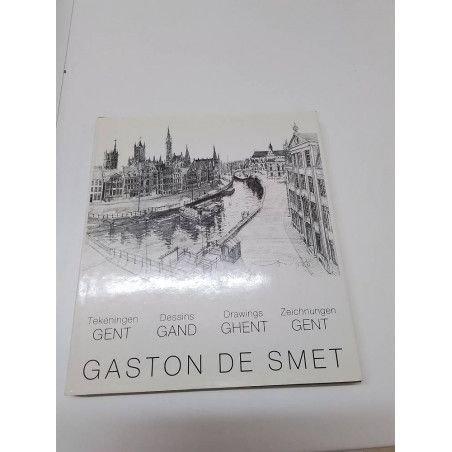 Tekeningen Dessins Drawings Zeichnungen
GENT GAND GHENT GENT
GASTON DE SMET